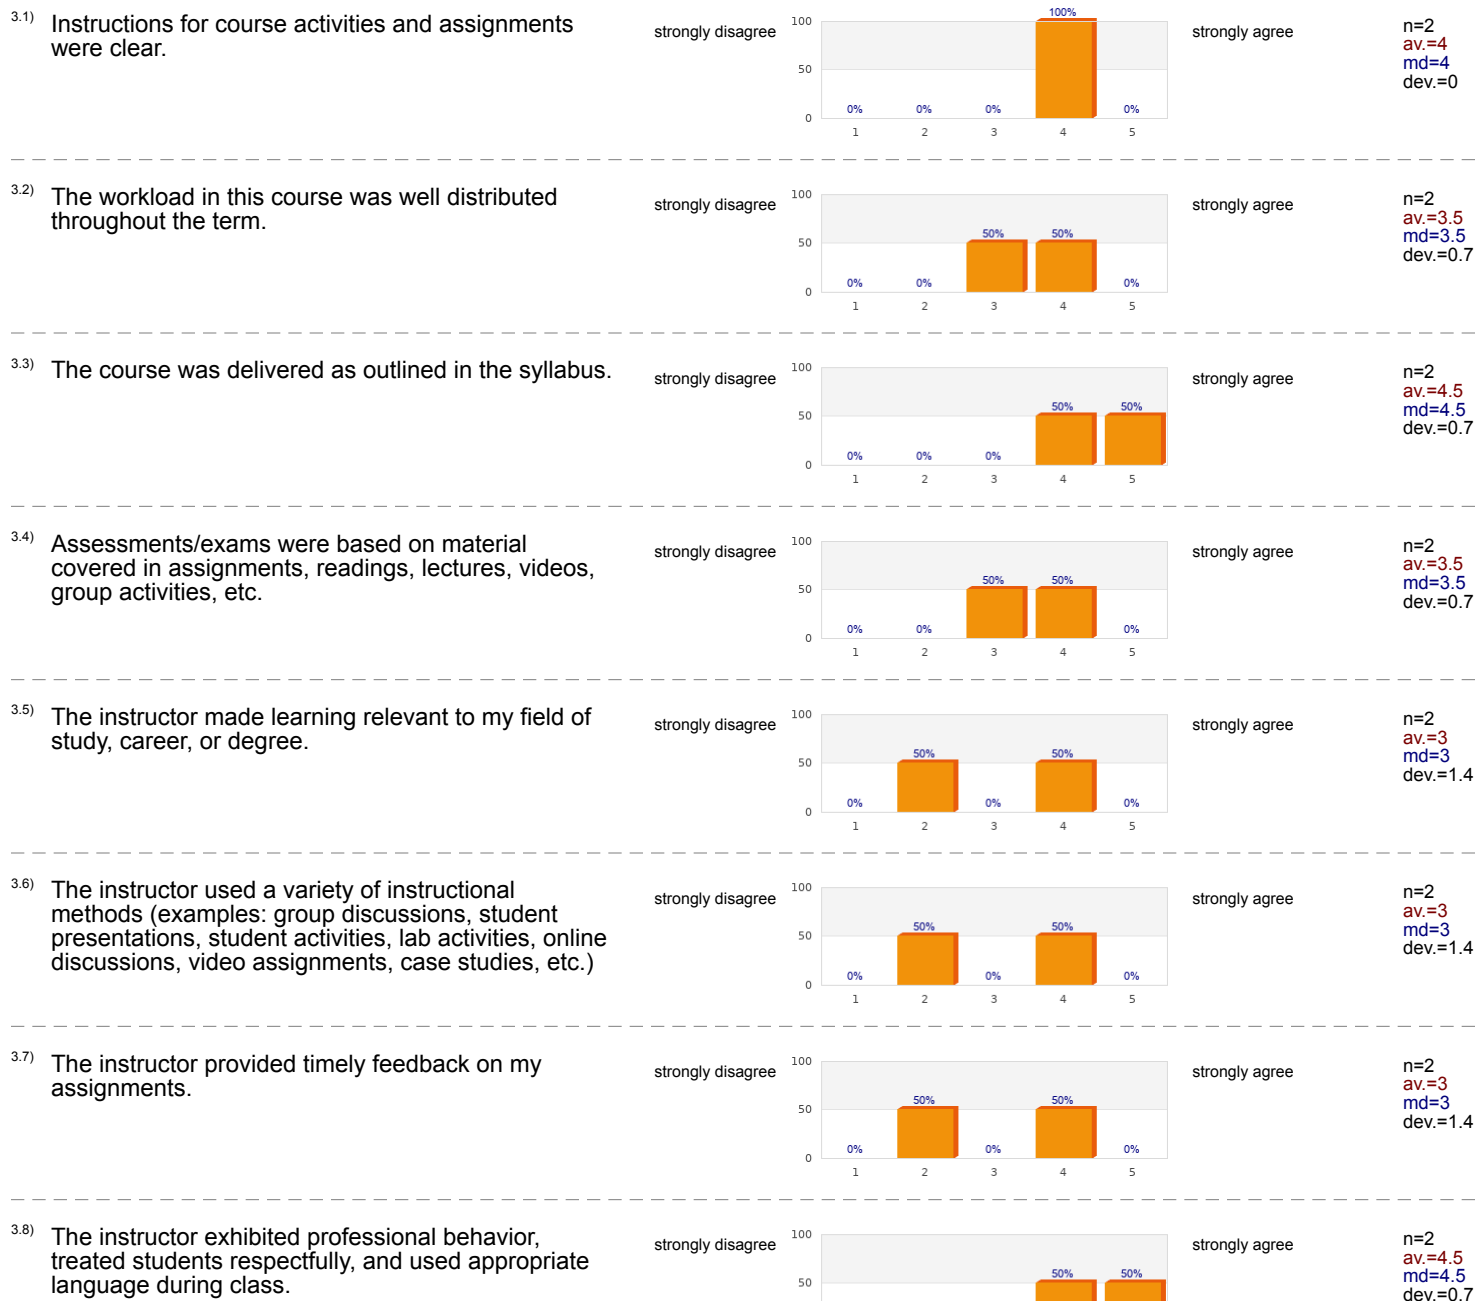 3.1) Instructions for course activities and assignments
were clear.
strongly disagree
100
50
0
0%
0%
0%
100%
0%
1
2
3
4
5
strongly agree
n=2
av.=4
md=4
dev.=0
3.2) The workload in this course was well distributed
throughout the term.
strongly disagree
100
50
0
0%
0%
50%
50%
0%
1
2
3
4
5
strongly agree
n=2
av.=3.5
md=3.5
dev.=0.7
3.3) The course was delivered as outlined in the syllabus.
strongly disagree
100
50
0
0%
0%
0%
50%
50%
1
2
3
4
5
strongly agree
n=2
av.=4.5
md=4.5
dev.=0.7
3.4) Assessments/exams were based on material
covered in assignments, readings, lectures, videos,
group activities, etc.
strongly disagree
100
50
0
0%
0%
50%
50%
0%
1
2
3
4
5
strongly agree
n=2
av.=3.5
md=3.5
dev.=0.7
3.5) The instructor made learning relevant to my field of
study, career, or degree.
strongly disagree
100
50
0
0%
50%
0%
50%
0%
1
2
3
4
5
strongly agree
n=2
av.=3
md=3
dev.=1.4
3.6) The instructor used a variety of instructional
methods (examples: group discussions, student
presentations, student activities, lab activities, online
discussions, video assignments, case studies, etc.)
strongly disagree
100
50
0
0%
50%
0%
50%
0%
1
2
3
4
5
strongly agree
n=2
av.=3
md=3
dev.=1.4
3.7) The instructor provided timely feedback on my
assignments.
strongly disagree
100
50
0
0%
50%
0%
50%
0%
1
2
3
4
5
strongly agree
n=2
av.=3
md=3
dev.=1.4
3.8) The instructor exhibited professional behavior,
treated students respectfully, and used appropriate
language during class.
strongly disagree
100
50
50%
50%
strongly agree
n=2
av.=4.5
md=4.5
dev.=0.7